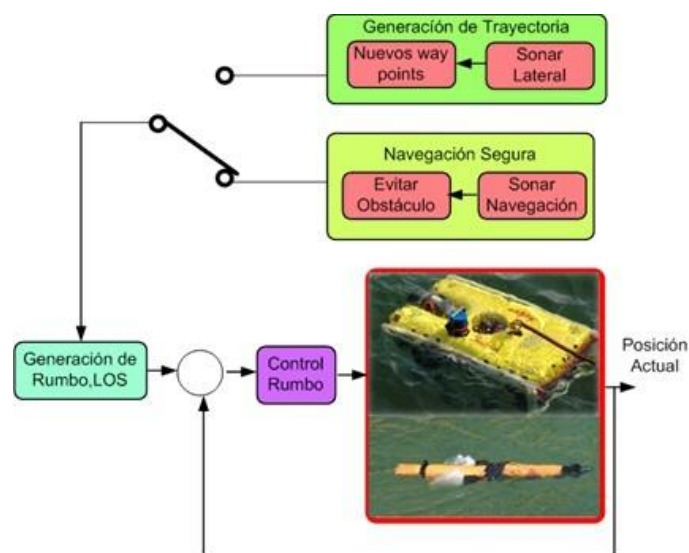 Generación de Trayectoria
Nuevos way
points
Sonar
Lateral
Navegación Segura
Evitar
Obstáculo
Sonar
Navegación
Generación de
Rumbo,LOS
Control
Rumbo
Posición
Actual